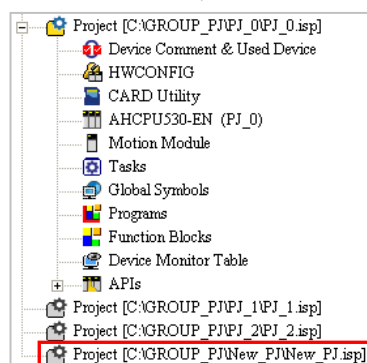 Project [C:\GROUP_PJ\PJ_0\PJ_0.isp]
Device Comment & Used Device
HWCONFIG
CARD Utility
AHCPU530-EN (PJ_0)
Motion Module
Tasks
Global Symbols
Programs
Function Blocks
Device Monitor Table
APIs
Project [C:\GROUP_PJ\PJ_1\PJ_1.isp]
Project [C:\GROUP_PJ\PJ_2\PJ_2.isp]
Project [C:\GROUP_PJ\New_PJ\New_PJ.isp]